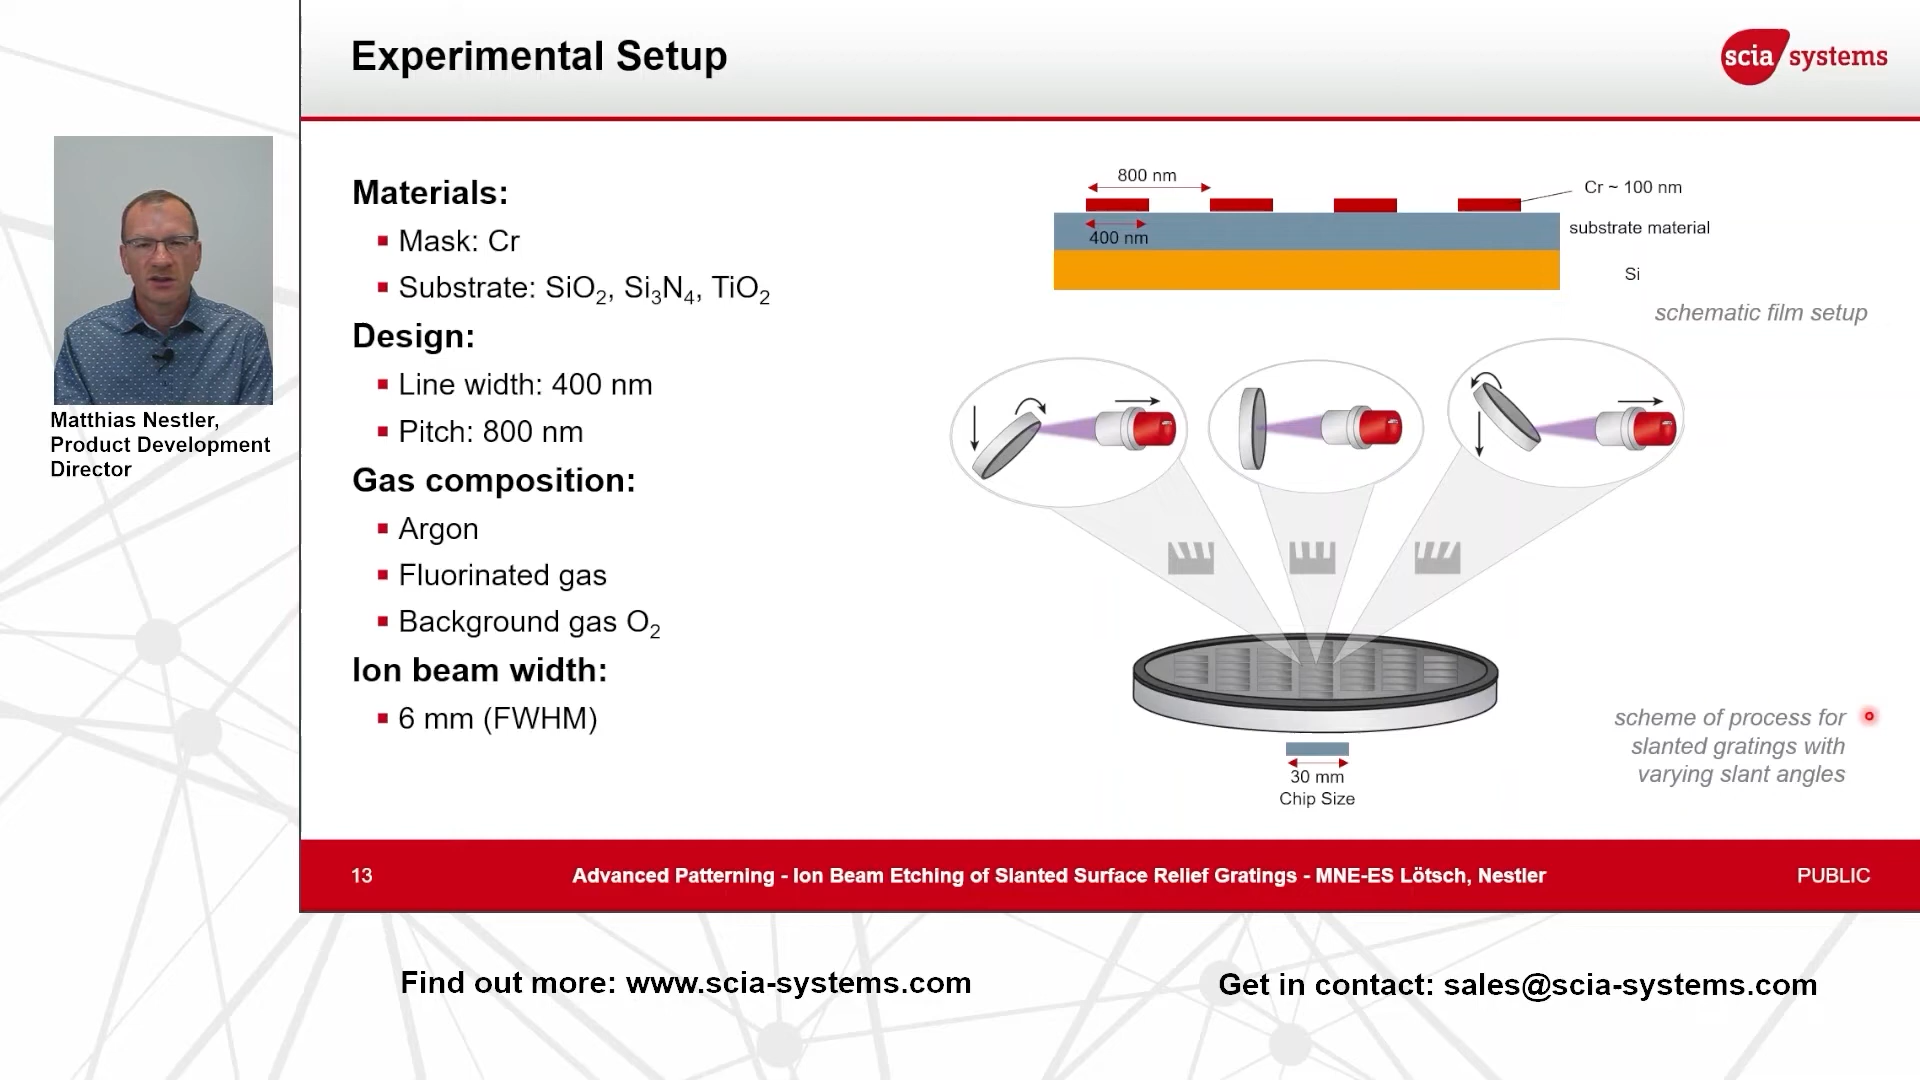 Experimental Setup
scia systems
Matthias Nestler,
Product Development
Director
Materials:
Mask: Cr
Substrate: SiO₂, Si₃N₄, TiO₂
Design:
Line width: 400 nm
Pitch: 800 nm
Gas composition:
Argon
Fluorinated gas
Background gas O₂
Ion beam width:
6 mm (FWHM)
800 nm
Cr ~ 100 nm
400 nm
substrate material
Si
schematic film setup
scheme of process for
slanted gratings with
varying slant angles
30 mm
Chip Size
13
Advanced Patterning - Ion Beam Etching of Slanted Surface Relief Gratings - MNE-ES Lötsch, Nestler
PUBLIC
Find out more: www.scia-systems.com
Get in contact: sales@scia-systems.com